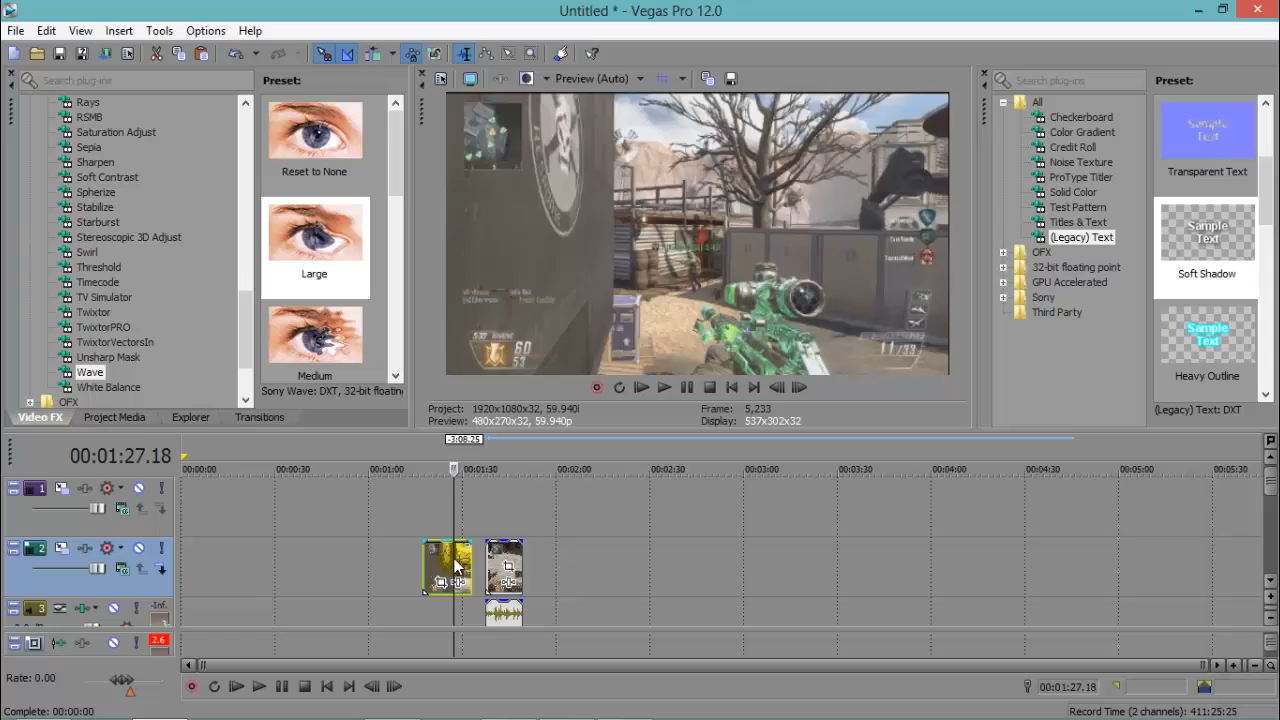 Untitled * - Vegas Pro 12.0
File Edit View Insert Tools Options Help
Search plug-ins
Preset:
Preview (Auto)
Search plug-ins
Preset:
Rays
RSMB
Saturation Adjust
Sepia
Sharpen
Soft Contrast
Spherize
Stabilize
Starburst
Stereoscopic 3D Adjust
Swirl
Threshold
Timecode
TV Simulator
Twixtor
TwixtorPRO
TwixtorVectorsIn
Unsharp Mask
Wave
White Balance
OFX
Reset to None
Large
Medium
Sony Wave: DXT, 32-bit floating
Video FX Project Media Explorer Transitions
60
53
Project: 1920x1080x32, 59.940i
Preview: 480x270x32, 59.940p
Frame: 5,233
Display: 537x302x32
All
Checkerboard
Color Gradient
Credit Roll
Noise Texture
ProType Titler
Solid Color
Test Pattern
Titles & Text
(Legacy) Text
OFX
32-bit floating point
GPU Accelerated
Sony
Third Party
Sample
Text
Transparent Text
Sample
Text
Soft Shadow
Sample
Text
Heavy Outline
(Legacy) Text: DXT
-3:08.25
00:01:27.18
00:00:00 00:00:30 00:01:00 00:01:30 00:02:00 00:02:30 00:03:00 00:03:30 00:04:00 00:04:30 00:05:00 00:05:30
1
2
3
-Inf.
2.6
Rate: 0.00
00:01:27.18
Complete: 00:00:00
Record Time (2 channels): 411:25:25